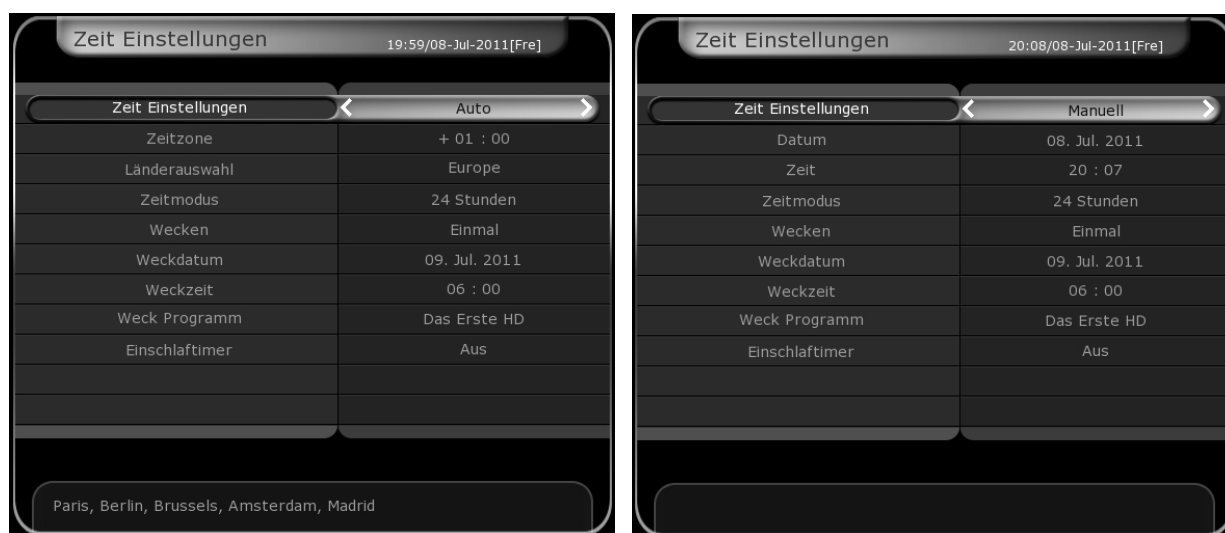 Zeit Einstellungen 19:59/08-Jul-2011[Fre]
Zeit Einstellungen Auto
Zeitzone + 01 : 00
Länderauswahl Europe
Zeitmodus 24 Stunden
Wecken Einmal
Weckdatum 09. Jul. 2011
Weckzeit 06 : 00
Weck Programm Das Erste HD
Einschlaftimer Aus
Paris, Berlin, Brussels, Amsterdam, Madrid
Zeit Einstellungen 20:08/08-Jul-2011[Fre]
Zeit Einstellungen Manuell
Datum 08. Jul. 2011
Zeit 20 : 07
Zeitmodus 24 Stunden
Wecken Einmal
Weckdatum 09. Jul. 2011
Weckzeit 06 : 00
Weck Programm Das Erste HD
Einschlaftimer Aus